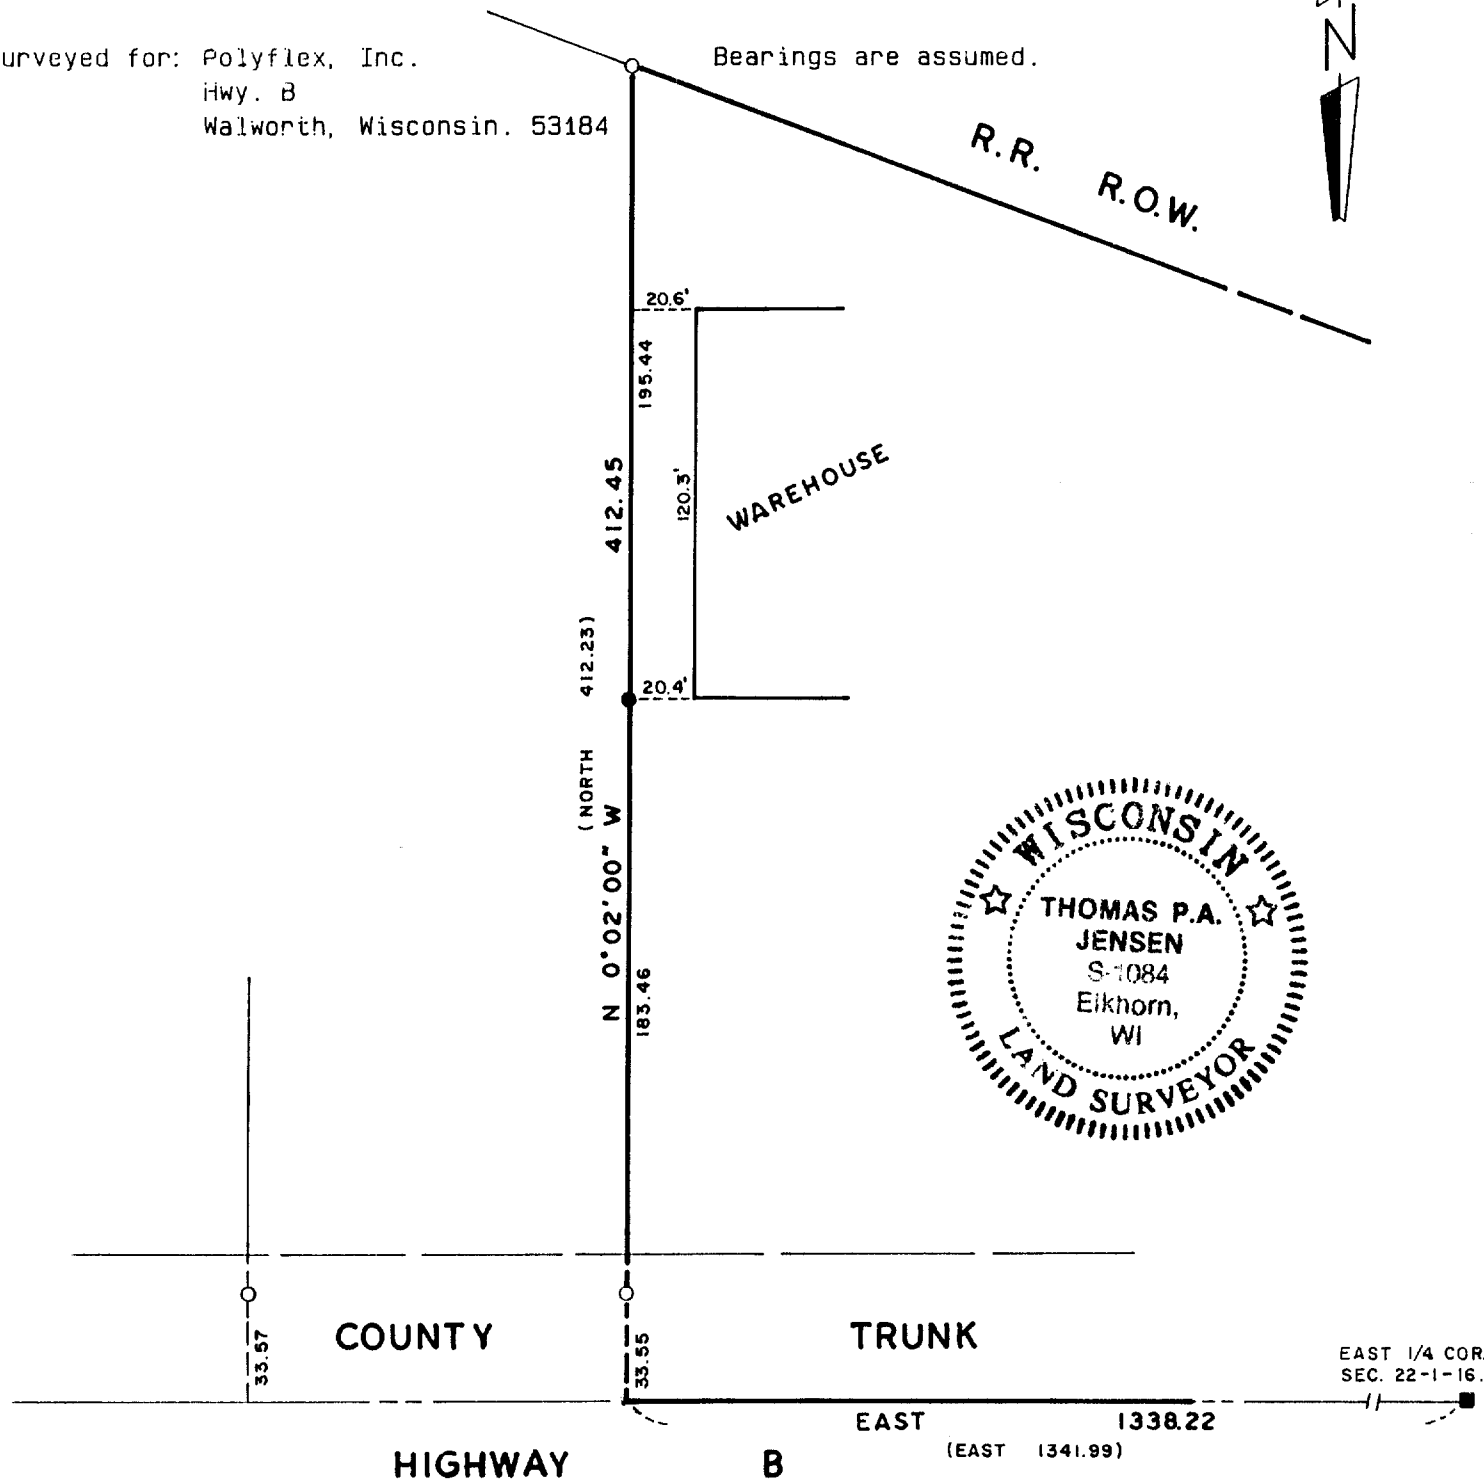 urveyed for: Polyflex, Inc.
Hwy. B
Walworth, Wisconsin. 53184
Bearings are assumed.
N
R.R. R.O.W.
20.6'
195.44
412.45
120.3'
WAREHOUSE
(NORTH 412.23)
20.4'
N 0°02'00" W
183.46
WISCONSIN
THOMAS P.A.
JENSEN
S-1084
Elkhorn,
WI
LAND SURVEYOR
COUNTY TRUNK
33.57
33.55
EAST 1/4 COR.
SEC. 22-1-16.
EAST 1338.22
(EAST 1341.99)
HIGHWAY B